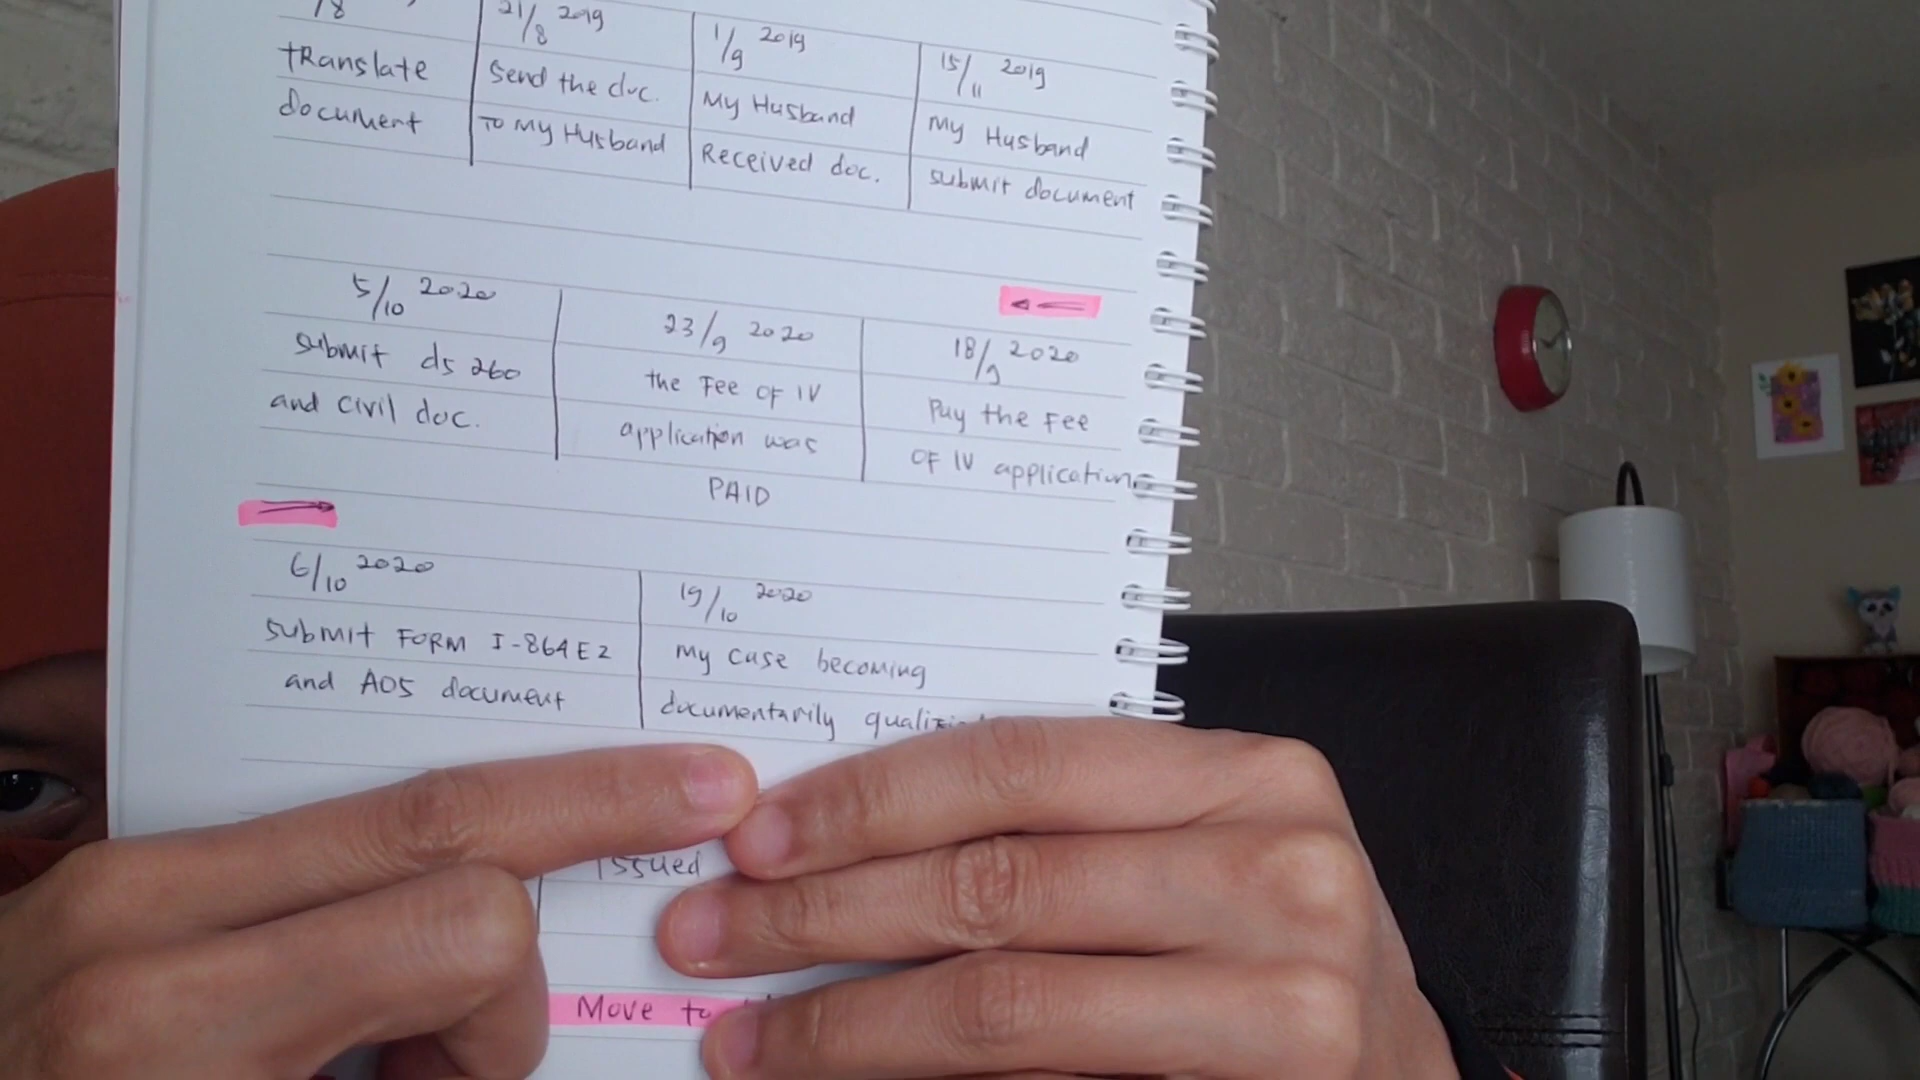 /8
translate
document
21/8 2019
Send the doc.
To My Husband
1/9 2019
My Husband
Received doc.
15/11 2019
My Husband
submit document
←
5/10 2020
submit ds 260
and civil doc.
23/9 2020
the Fee OF IV
application was
PAID
18/9 2020
Pay the Fee
OF IV application
→
6/10 2020
submit FORM I-864EZ
and AOS document
19/10 2020
my case becoming
documentarily
Issued
Move to